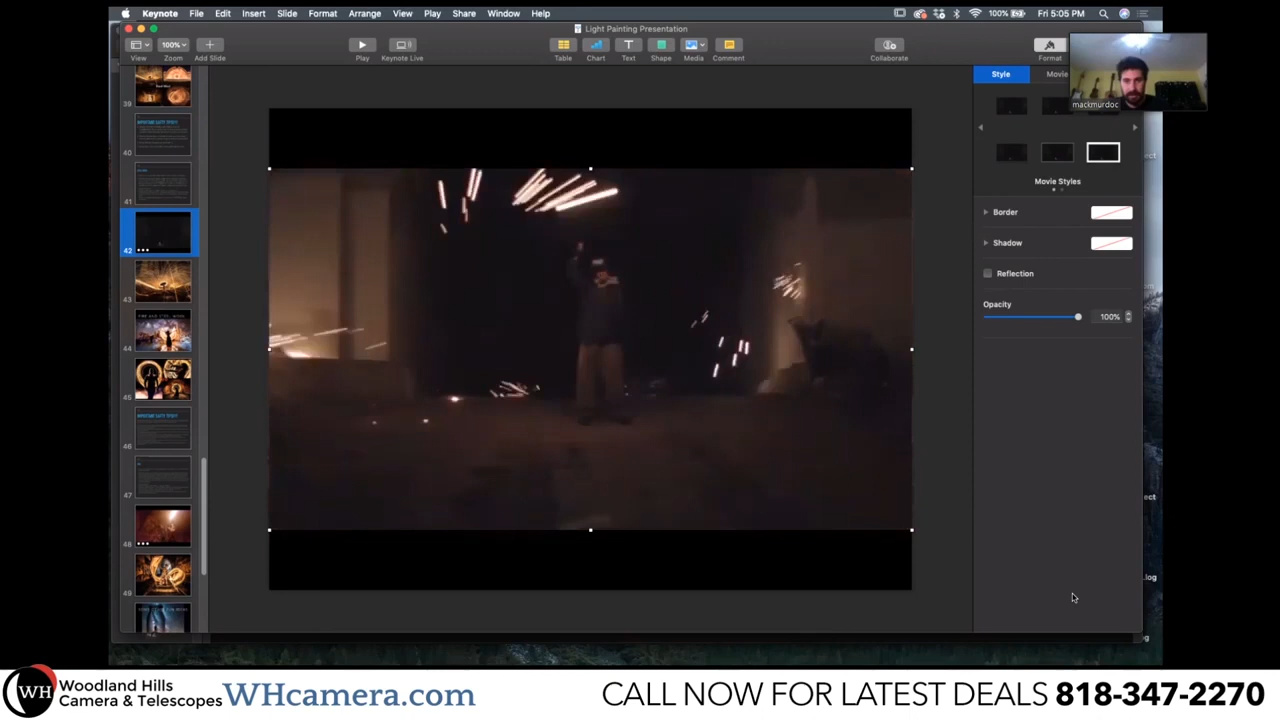 Keynote File Edit Insert Slide Format Arrange View Play Share Window Help 100% Fri 5:05 PM
Light Painting Presentation
100%
View Zoom Add Slide Play Keynote Live Table Chart Text Shape Media Comment Collaborate Format
Style Movie
mackmurdoc
Movie Styles
Border
Shadow
Reflection
Opacity
100%
39
40
41
42
43
44
45
46
47
48
49
.log
WH Woodland Hills
Camera & Telescopes
WHcamera.com
CALL NOW FOR LATEST DEALS 818-347-2270